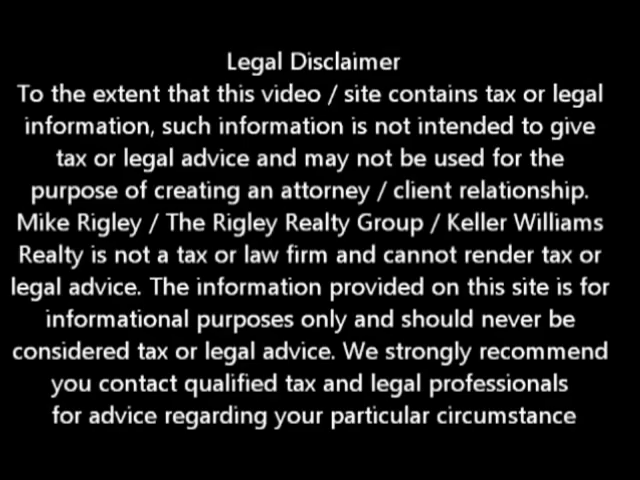 Legal Disclaimer
To the extent that this video / site contains tax or legal
information, such information is not intended to give
tax or legal advice and may not be used for the
purpose of creating an attorney / client relationship.
Mike Rigley / The Rigley Realty Group / Keller Williams
Realty is not a tax or law firm and cannot render tax or
legal advice. The information provided on this site is for
informational purposes only and should never be
considered tax or legal advice. We strongly recommend
you contact qualified tax and legal professionals
for advice regarding your particular circumstance